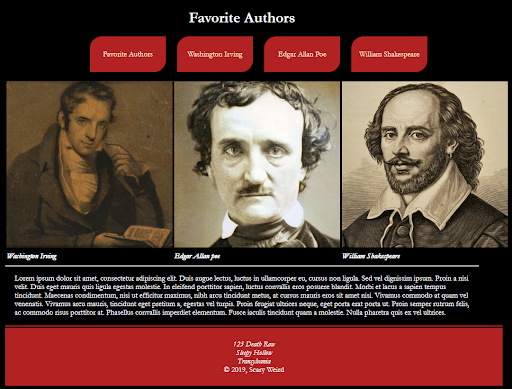 Favorite Authors
Favorite Authors
Washington Irving
Edgar Allan Poe
William Shakespeare
Washington Irving
Edgar Allan poe
William Shakespeare
Lorem ipsum dolor sit amet, consectetur adipiscing elit. Duis augue lectus, luctus in ullamcorper eu, cursus non ligula. Sed vel dignissim ipsum. Proin a nisi
velit. Duis eget mauris quis ligula egestas molestie. In eleifend porttitor sapien, luctus convallis eros posuere blandit. Morbi et lacus a sapien tempus
tincidunt. Maecenas condimentum, nisi ut efficitur maximus, nibh arcu tincidunt metus, at cursus mauris eros sit amet nisi. Vivamus commodo at quam vel
venenatis. Vivamus arcu mauris, tincidunt eget pretium a, egestas vel turpis. Proin feugiat ultrices neque, eget porta erat porta ut. Proin semper rutrum felis,
ac commodo risus porttitor at. Phasellus convallis imperdiet elementum. Fusce iaculis tincidunt quam a molestie. Nulla pharetra quis ex vel ultrices.
123 Death Row
Sleepy Hollow
Transylvania
© 2019, Scary Weird